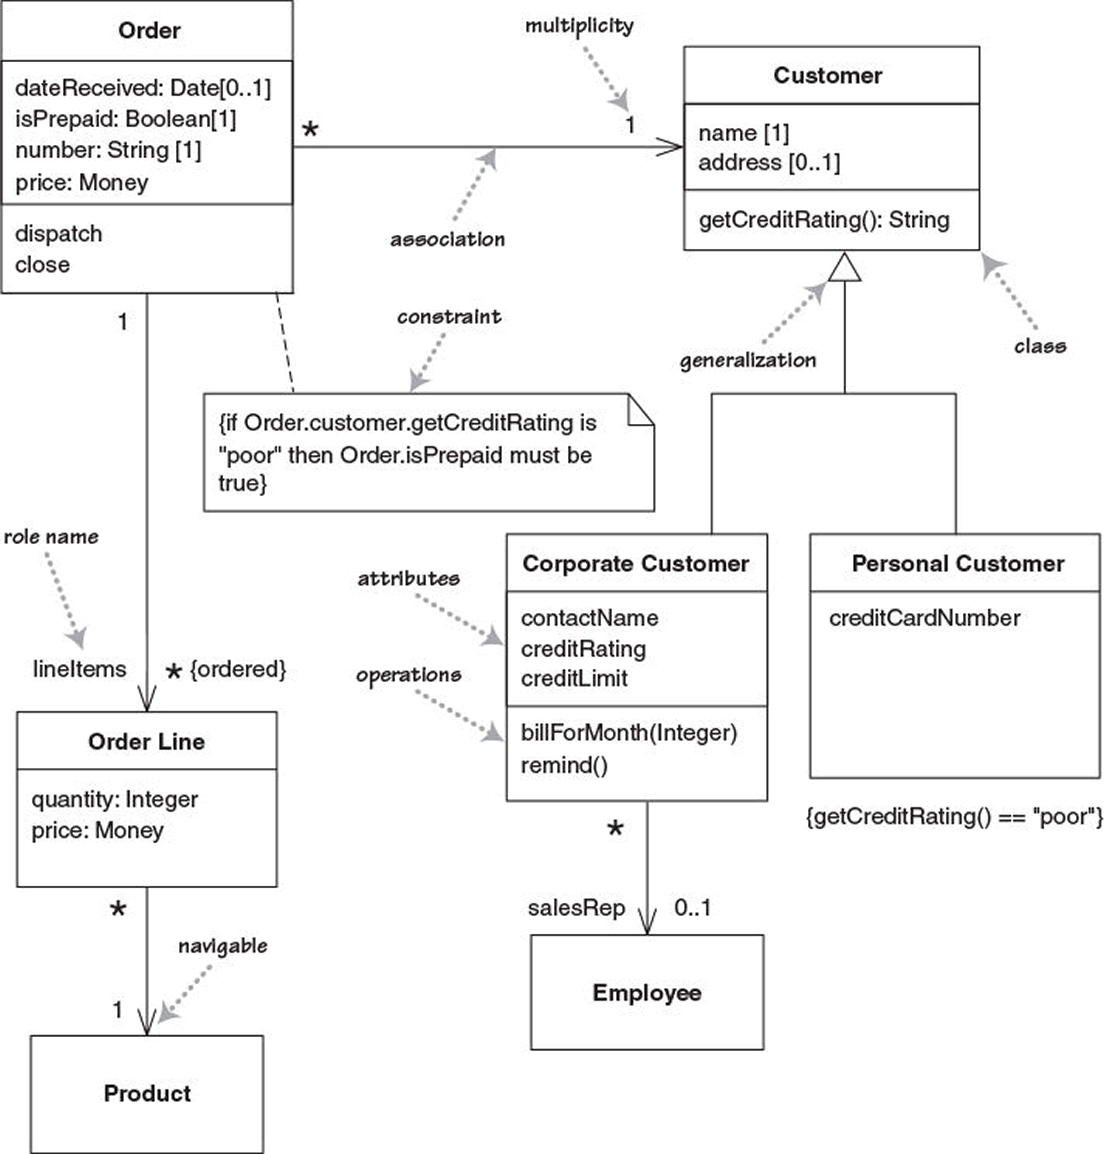 Order
dateReceived: Date[0..1]
isPrepaid: Boolean[1]
number: String [1]
price: Money
dispatch
close
*
multiplicity
1
Customer
name [1]
address [0..1]
getCreditRating(): String
association
1
constraint
generalization
class
{if Order.customer.getCreditRating is
"poor" then Order.isPrepaid must be
true}
role name
lineItems
* {ordered}
attributes
operations
Corporate Customer
contactName
creditRating
creditLimit
billForMonth(Integer)
remind()
Personal Customer
creditCardNumber
{getCreditRating() == "poor"}
Order Line
quantity: Integer
price: Money
*
navigable
1
Product
*
salesRep
0..1
Employee